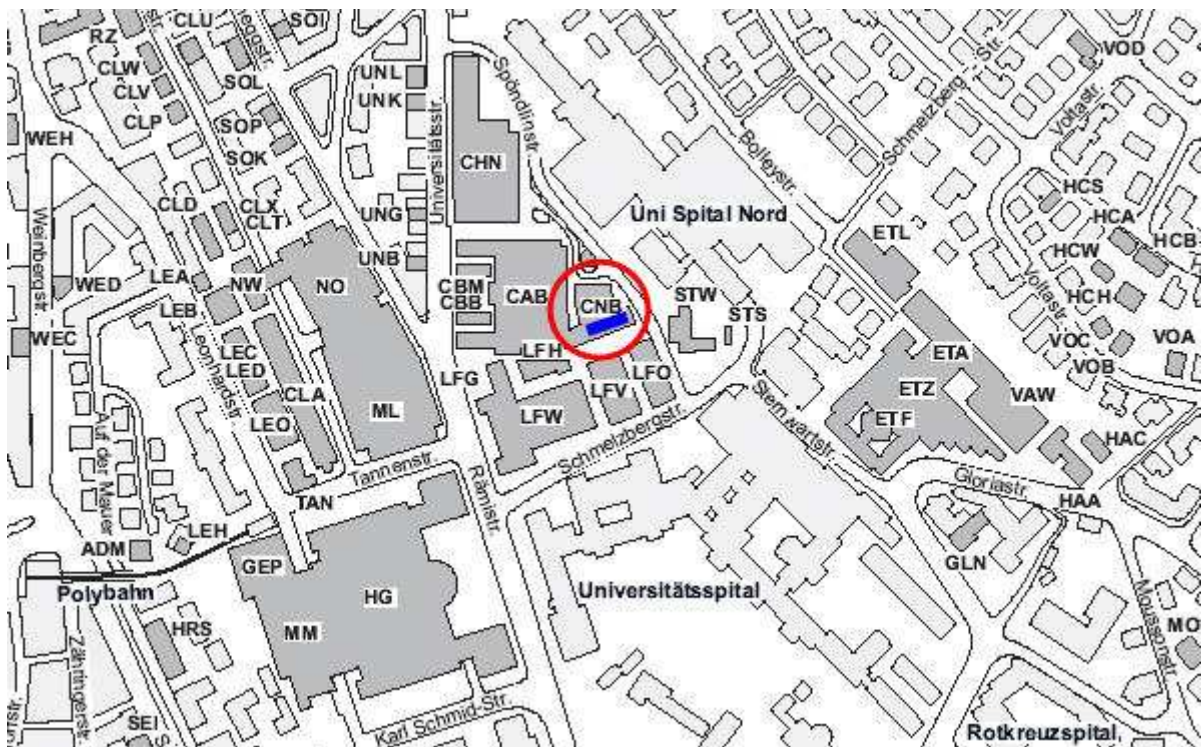 RZ
CLU
SOI
CLW
CLV
CLP
SOL
SOP
SOK
UNL
UNK
Universitätsstr.
Spöndlinstr.
CHN
Bolleystr.
Schmelzberg - Str.
VOD
Voltastr.
WEH
Weinbergstr.
CLD
CLX
CLT
UNG
UNB
Uni Spital Nord
ETL
HCS
HCA
HCB
HCW
HCH
Voltastr.
WED
LEA
NW
NO
CBM
CBB
CAB
CNB
STW
STS
LEB
WEC
Leonhardstr.
LEC
LED
CLA
LFH
LFG
LFV
LFO
ETA
ETZ
ETF
VOC
VOB
VOA
VAW
LEO
ML
LFW
Schmelzbergstr.
Sternwartstr.
HAC
Auf der Mauer
Tannenstr.
TAN
Rämistr.
Gloriastr.
HAA
LEH
ADM
Polybahn
GEP
HG
MM
Universitätsspital
GLN
Moussonstr.
MO
HRS
Zähringerstr.
SEI
Karl Schmid-Str.
Rotkreuzspital,